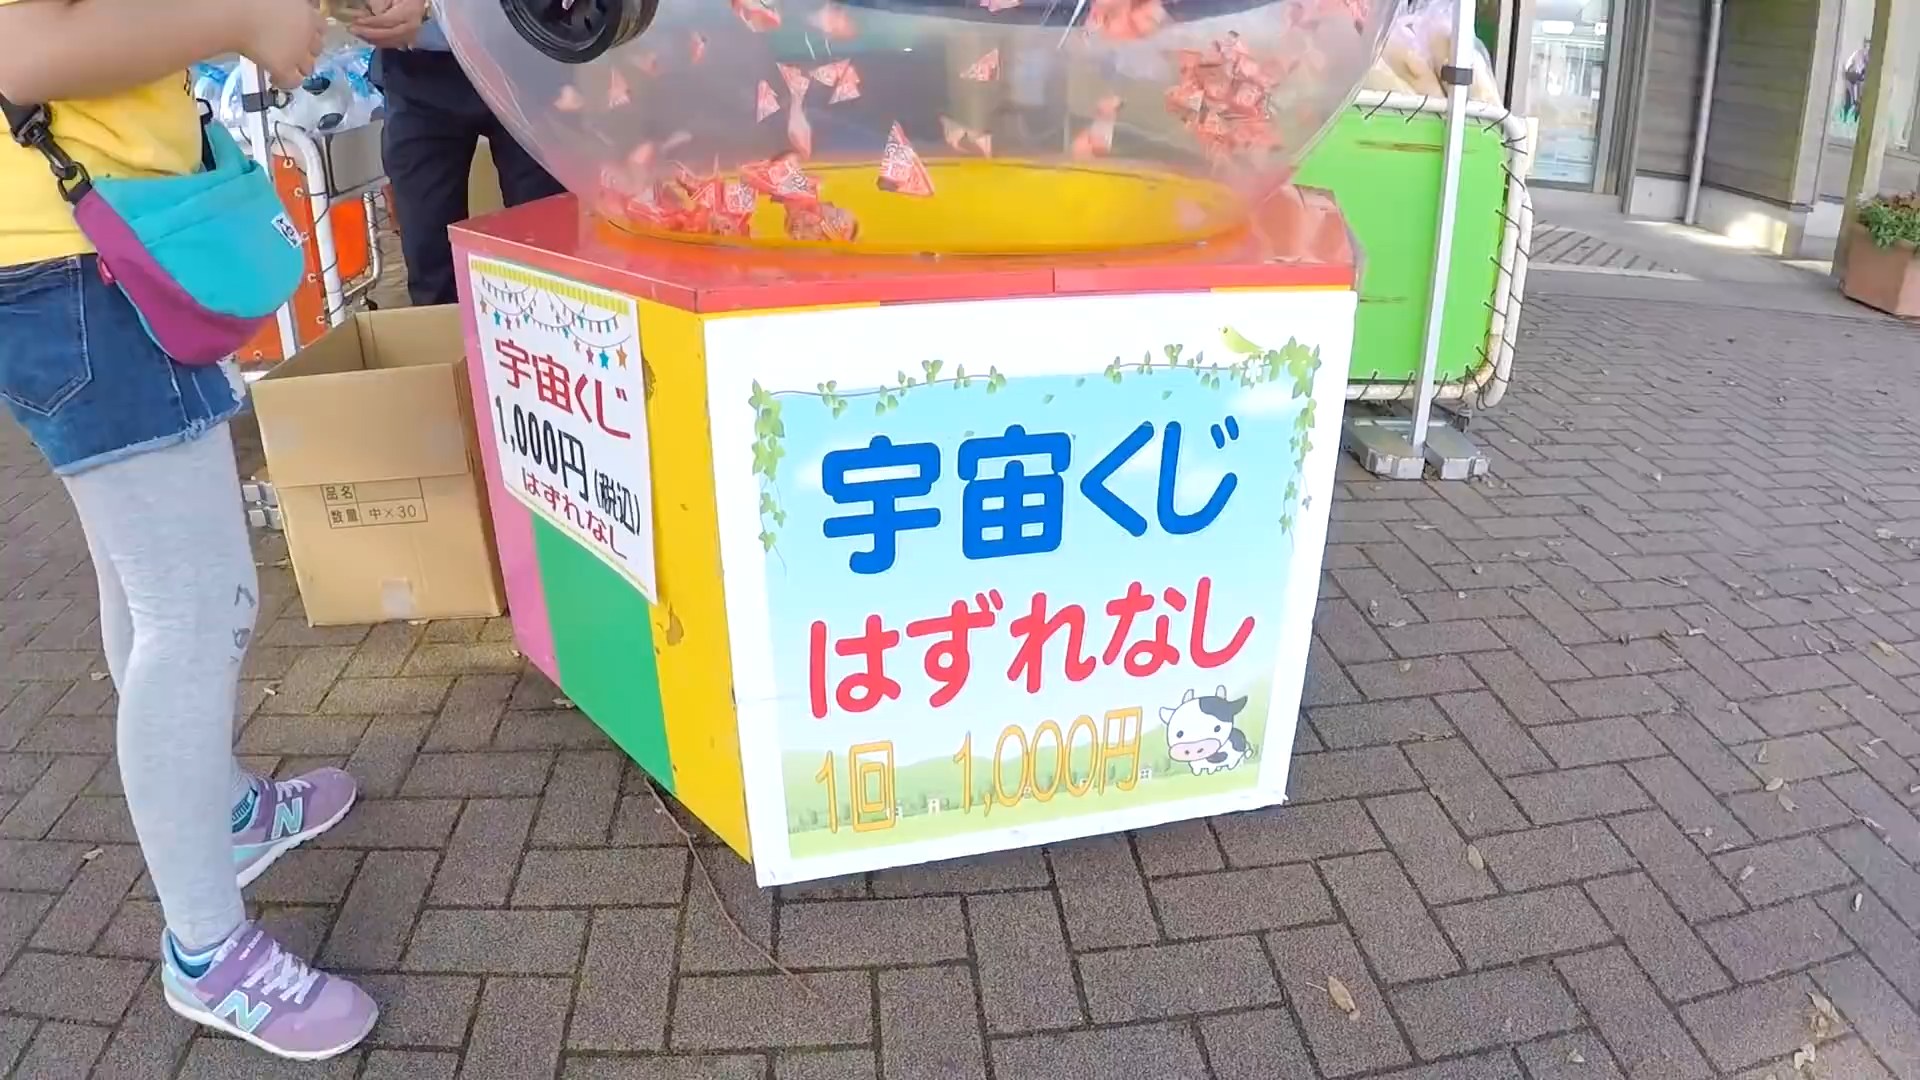 宇宙くじ
1,000円(税込)
はずれなし
宇宙くじ
はずれなし
1回 1,000円
品名
数量 中×30
N
N